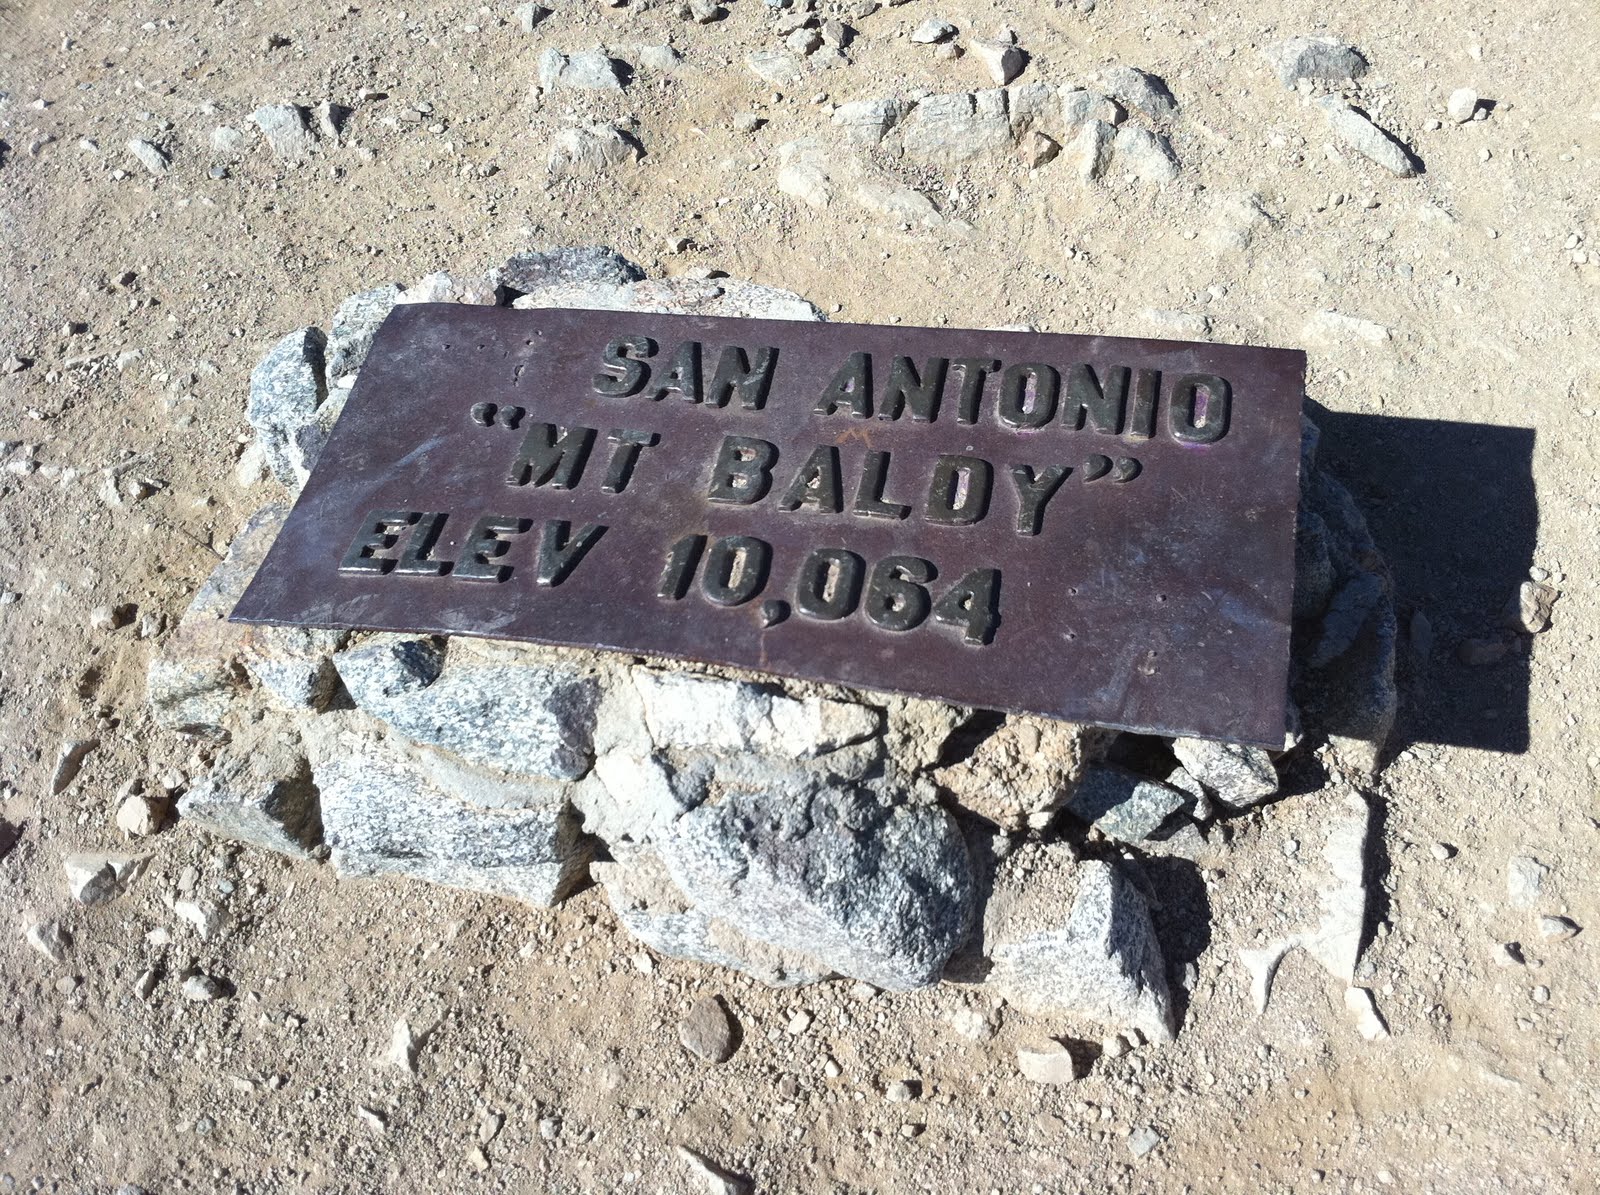 SAN ANTONIO
“MT BALDY”
ELEV 10,064